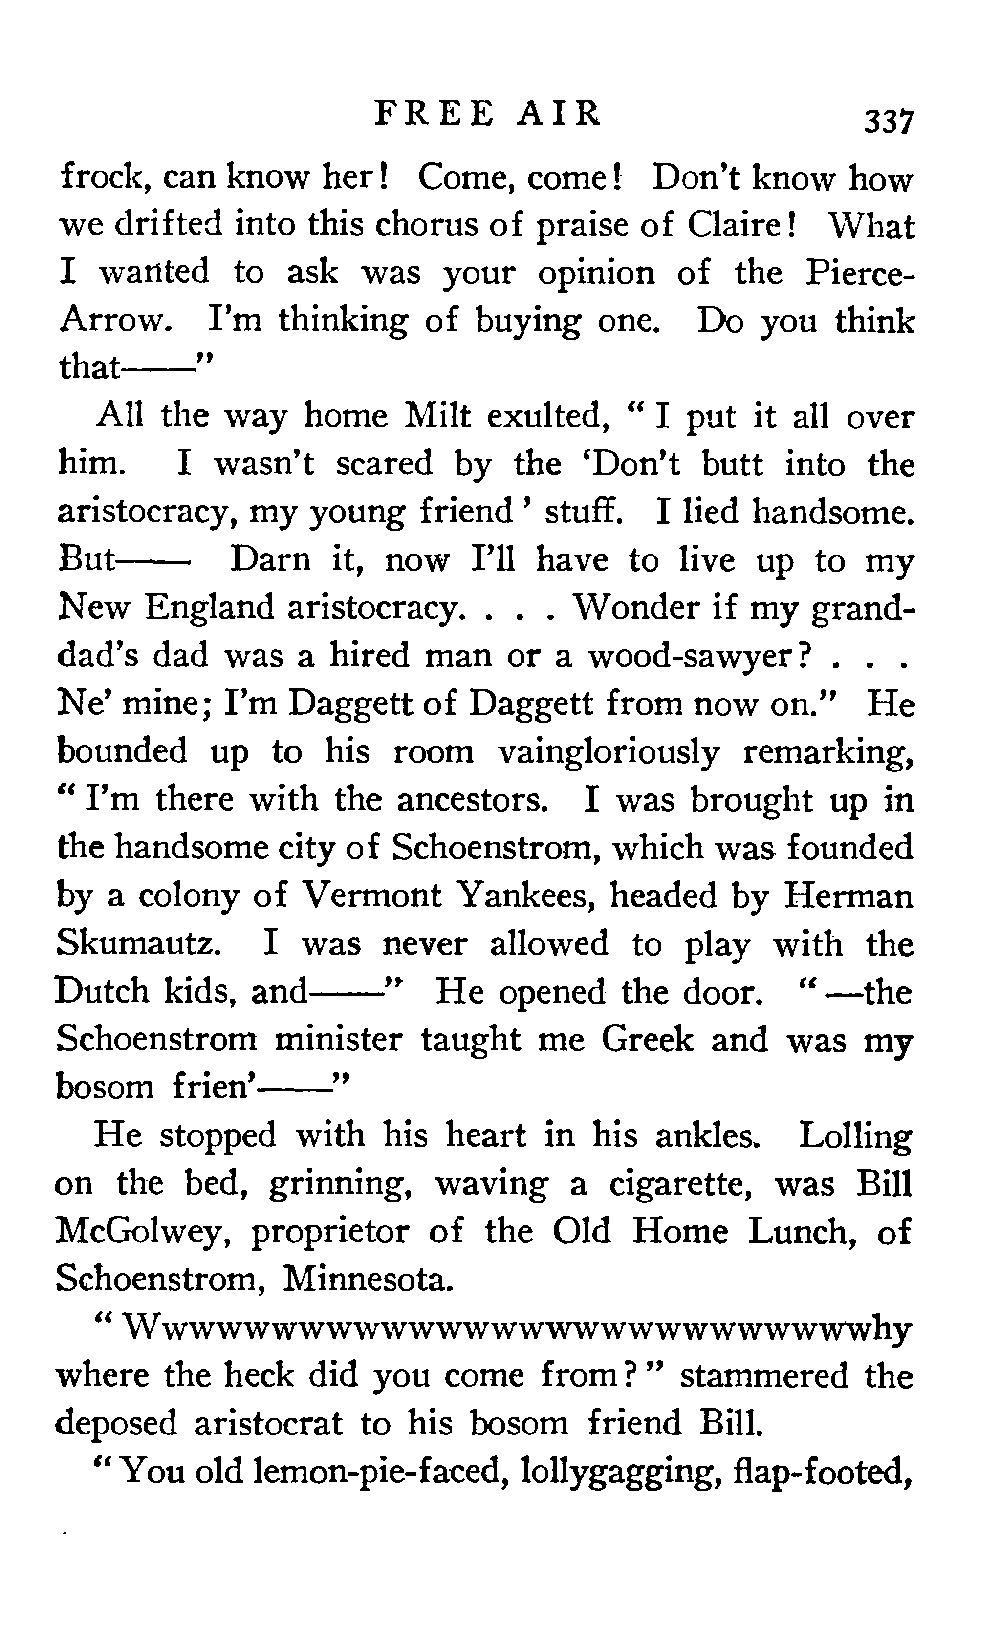 FREE AIR 337
frock, can know her! Come, come! Don't know how
we drifted into this chorus of praise of Claire! What
I wanted to ask was your opinion of the Pierce-
Arrow. I'm thinking of buying one. Do you think
that——"
All the way home Milt exulted, "I put it all over
him. I wasn't scared by the 'Don't butt into the
aristocracy, my young friend' stuff. I lied handsome.
But—— Darn it, now I'll have to live up to my
New England aristocracy. . . . Wonder if my grand-
dad's dad was a hired man or a wood-sawyer? . . .
Ne' mine; I'm Daggett of Daggett from now on." He
bounded up to his room vaingloriously remarking,
"I'm there with the ancestors. I was brought up in
the handsome city of Schoenstrom, which was founded
by a colony of Vermont Yankees, headed by Herman
Skumautz. I was never allowed to play with the
Dutch kids, and——" He opened the door. "—the
Schoenstrom minister taught me Greek and was my
bosom frien'——"
He stopped with his heart in his ankles. Lolling
on the bed, grinning, waving a cigarette, was Bill
McGolwey, proprietor of the Old Home Lunch, of
Schoenstrom, Minnesota.
"Wwwwwwwwwwwwwwwwwwwwwwwwwwwhy
where the heck did you come from?" stammered the
deposed aristocrat to his bosom friend Bill.
"You old lemon-pie-faced, lollygagging, flap-footed,